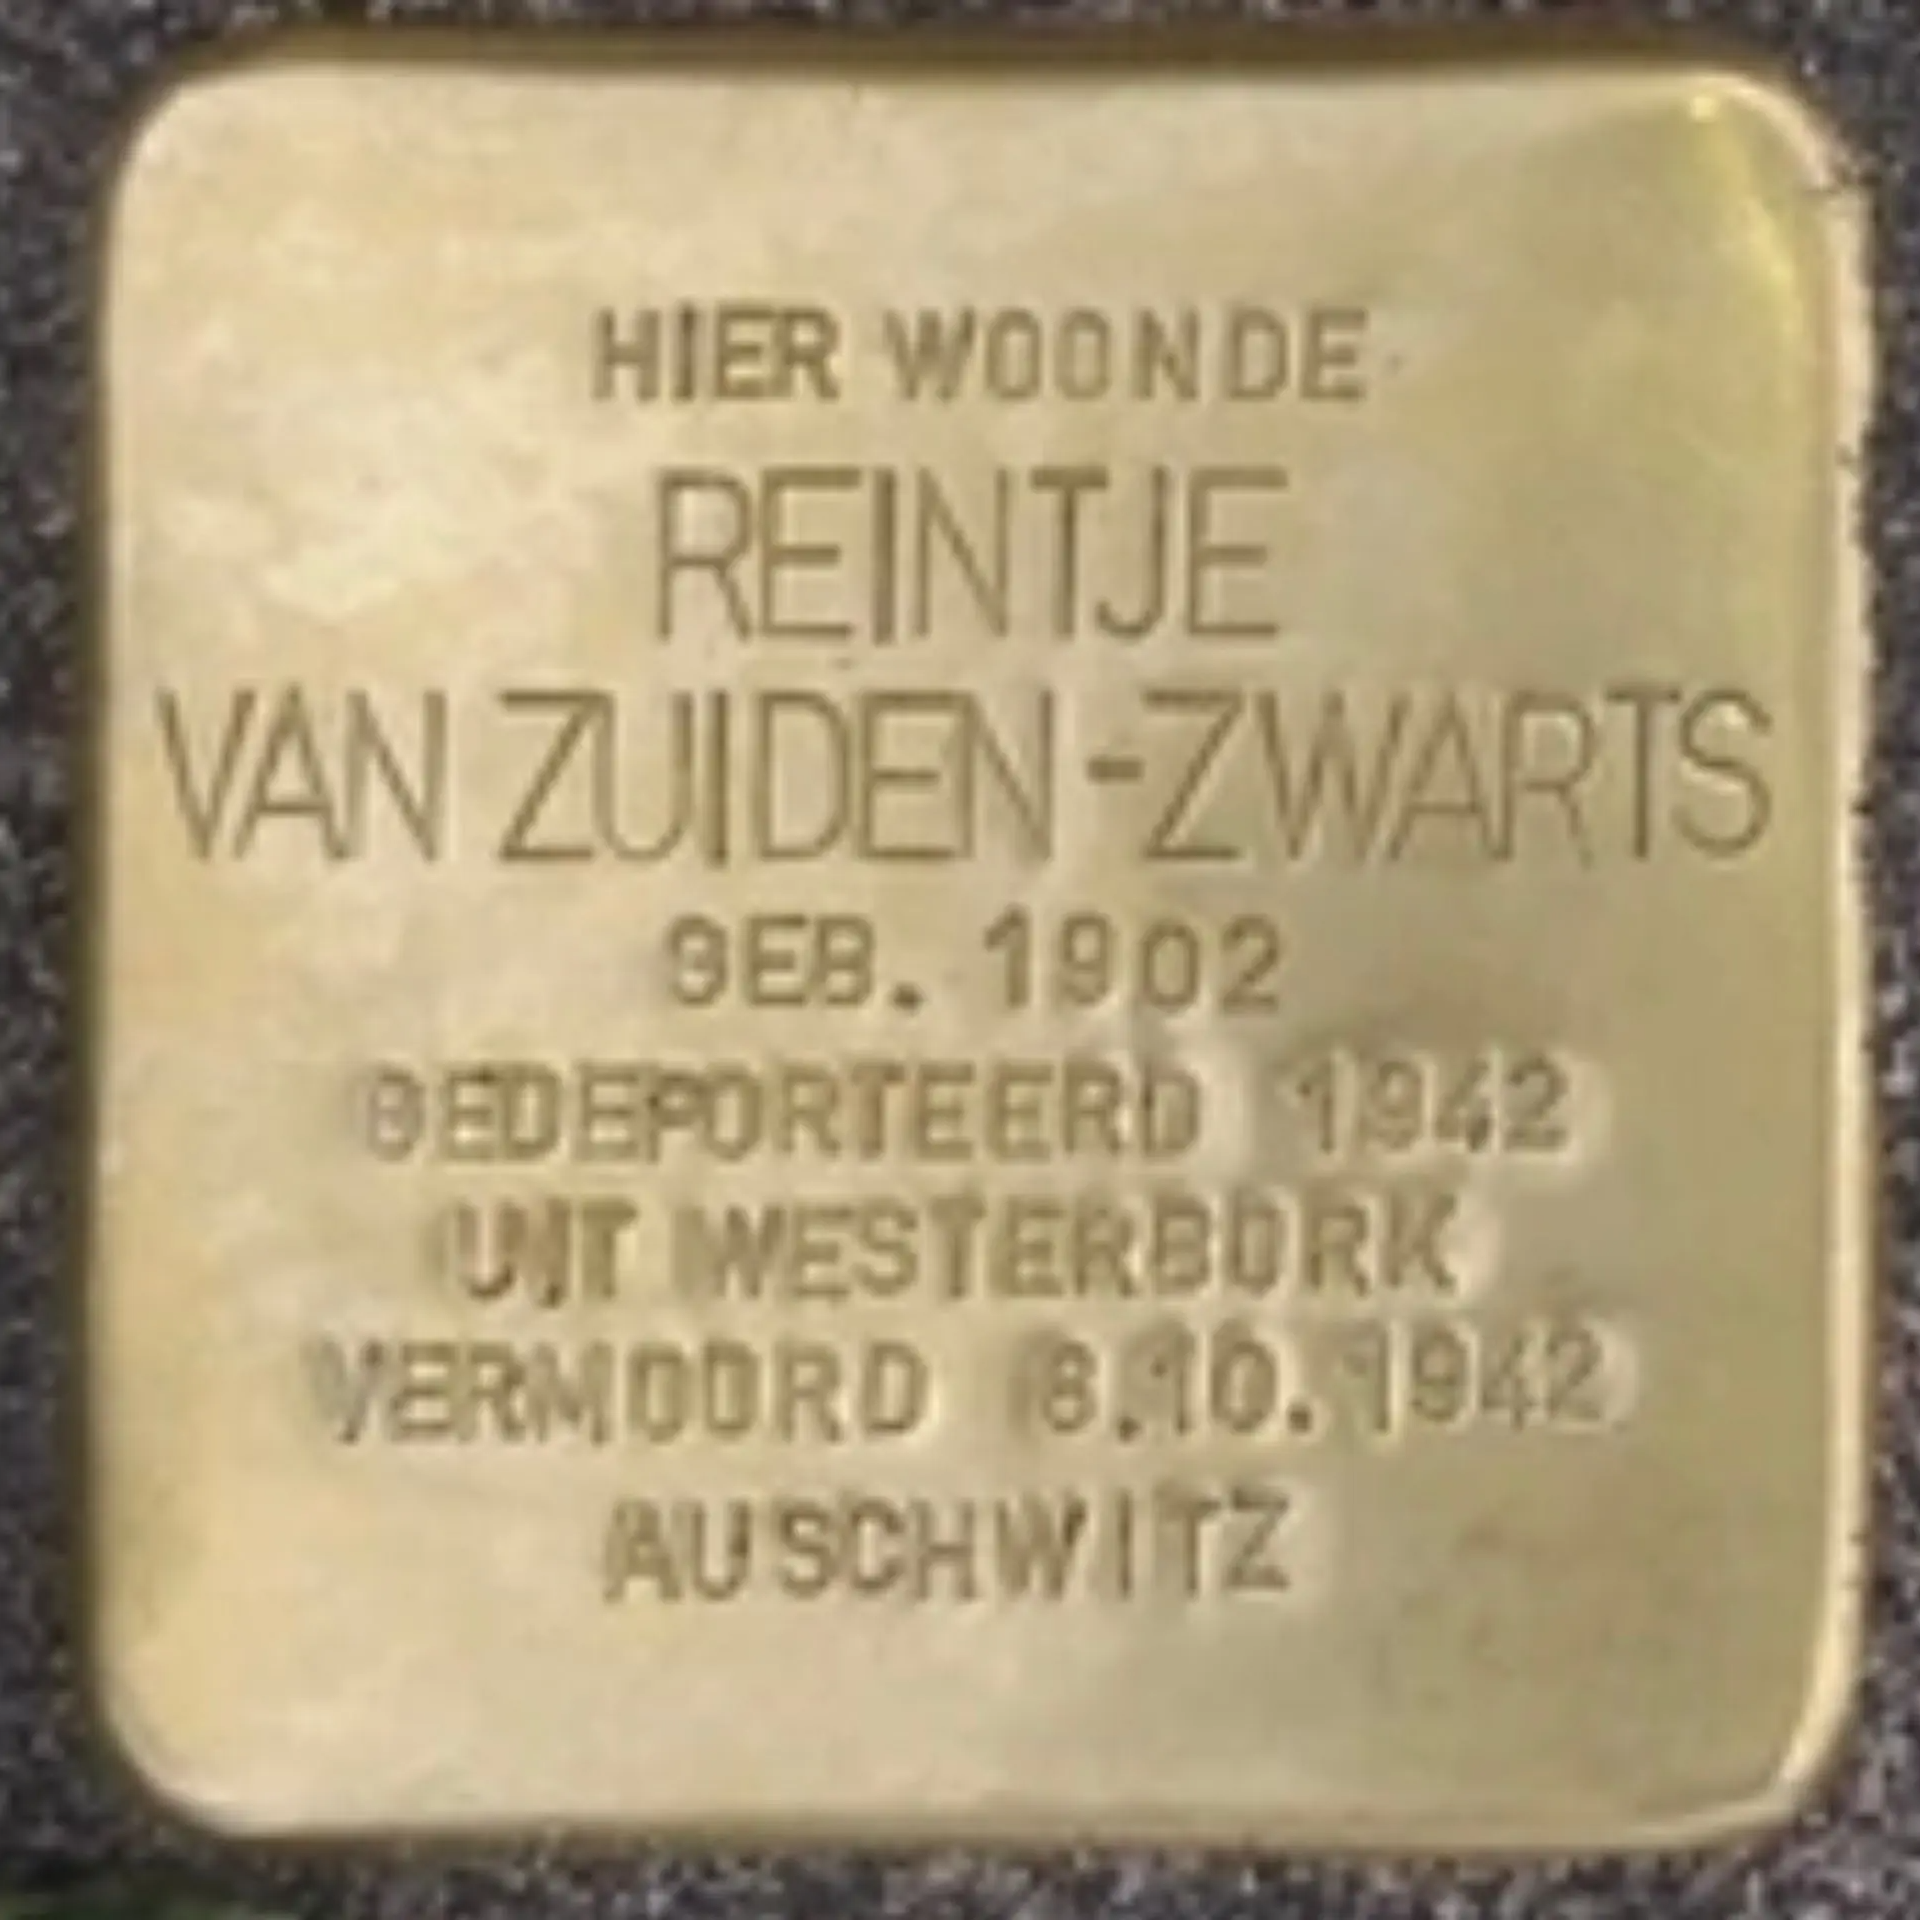 HIER WOONDE
REINTJE
VAN ZUIDEN-ZWARTS
GEB. 1902
GEDEPORTEERD 1942
UIT WESTERBORK
VERMOORD 8.10.1942
AUSCHWITZ